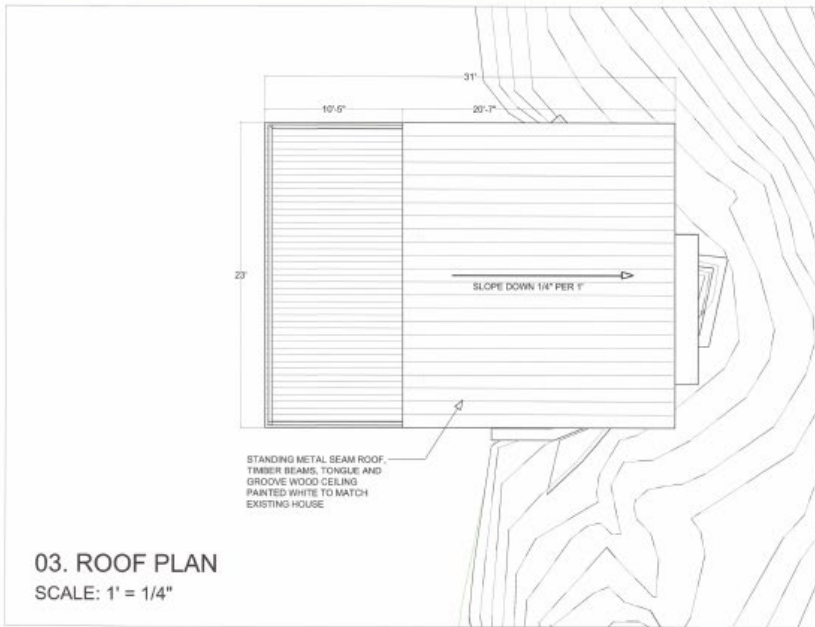 31'
10'-5"
20'-7"
23'
SLOPE DOWN 1/4" PER 1'
STANDING METAL SEAM ROOF,
TIMBER BEAMS, TONGUE AND
GROOVE WOOD CEILING
PAINTED WHITE TO MATCH
EXISTING HOUSE
03. ROOF PLAN
SCALE: 1' = 1/4"